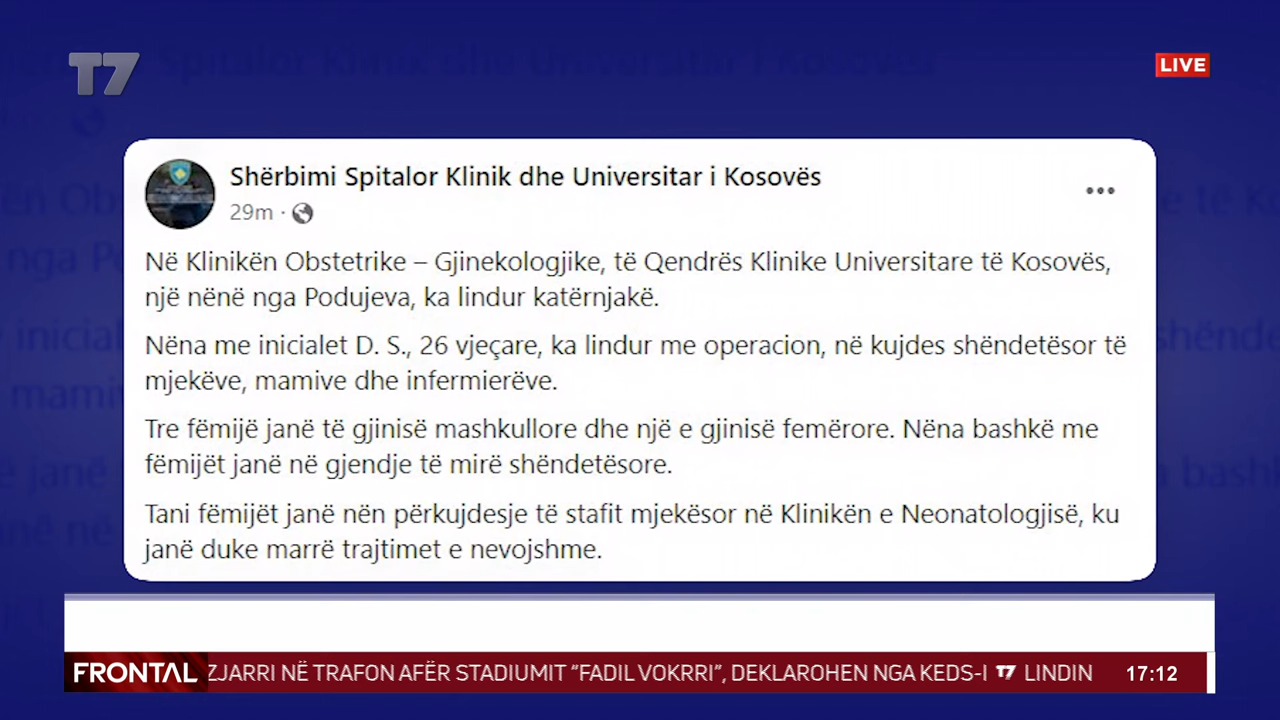 T7
LIVE
Shërbimi Spitalor Klinik dhe Universitar i Kosovës
29m ·
Në Klinikën Obstetrike – Gjinekologjike, të Qendrës Klinike Universitare të Kosovës,
një nënë nga Podujeva, ka lindur katërnjakë.
Nëna me inicialet D. S., 26 vjeçare, ka lindur me operacion, në kujdes shëndetësor të
mjekëve, mamive dhe infermierëve.
Tre fëmijë janë të gjinisë mashkullore dhe një e gjinisë femërore. Nëna bashkë me
fëmijët janë në gjendje të mirë shëndetësore.
Tani fëmijët janë nën përkujdesje të stafit mjekësor në Klinikën e Neonatologjisë, ku
janë duke marrë trajtimet e nevojshme.
FRONTAL ZJARRI NË TRAFON AFËR STADIUMIT “FADIL VOKRRI”, DEKLAROHEN NGA KEDS-I T7 LINDIN 17:12